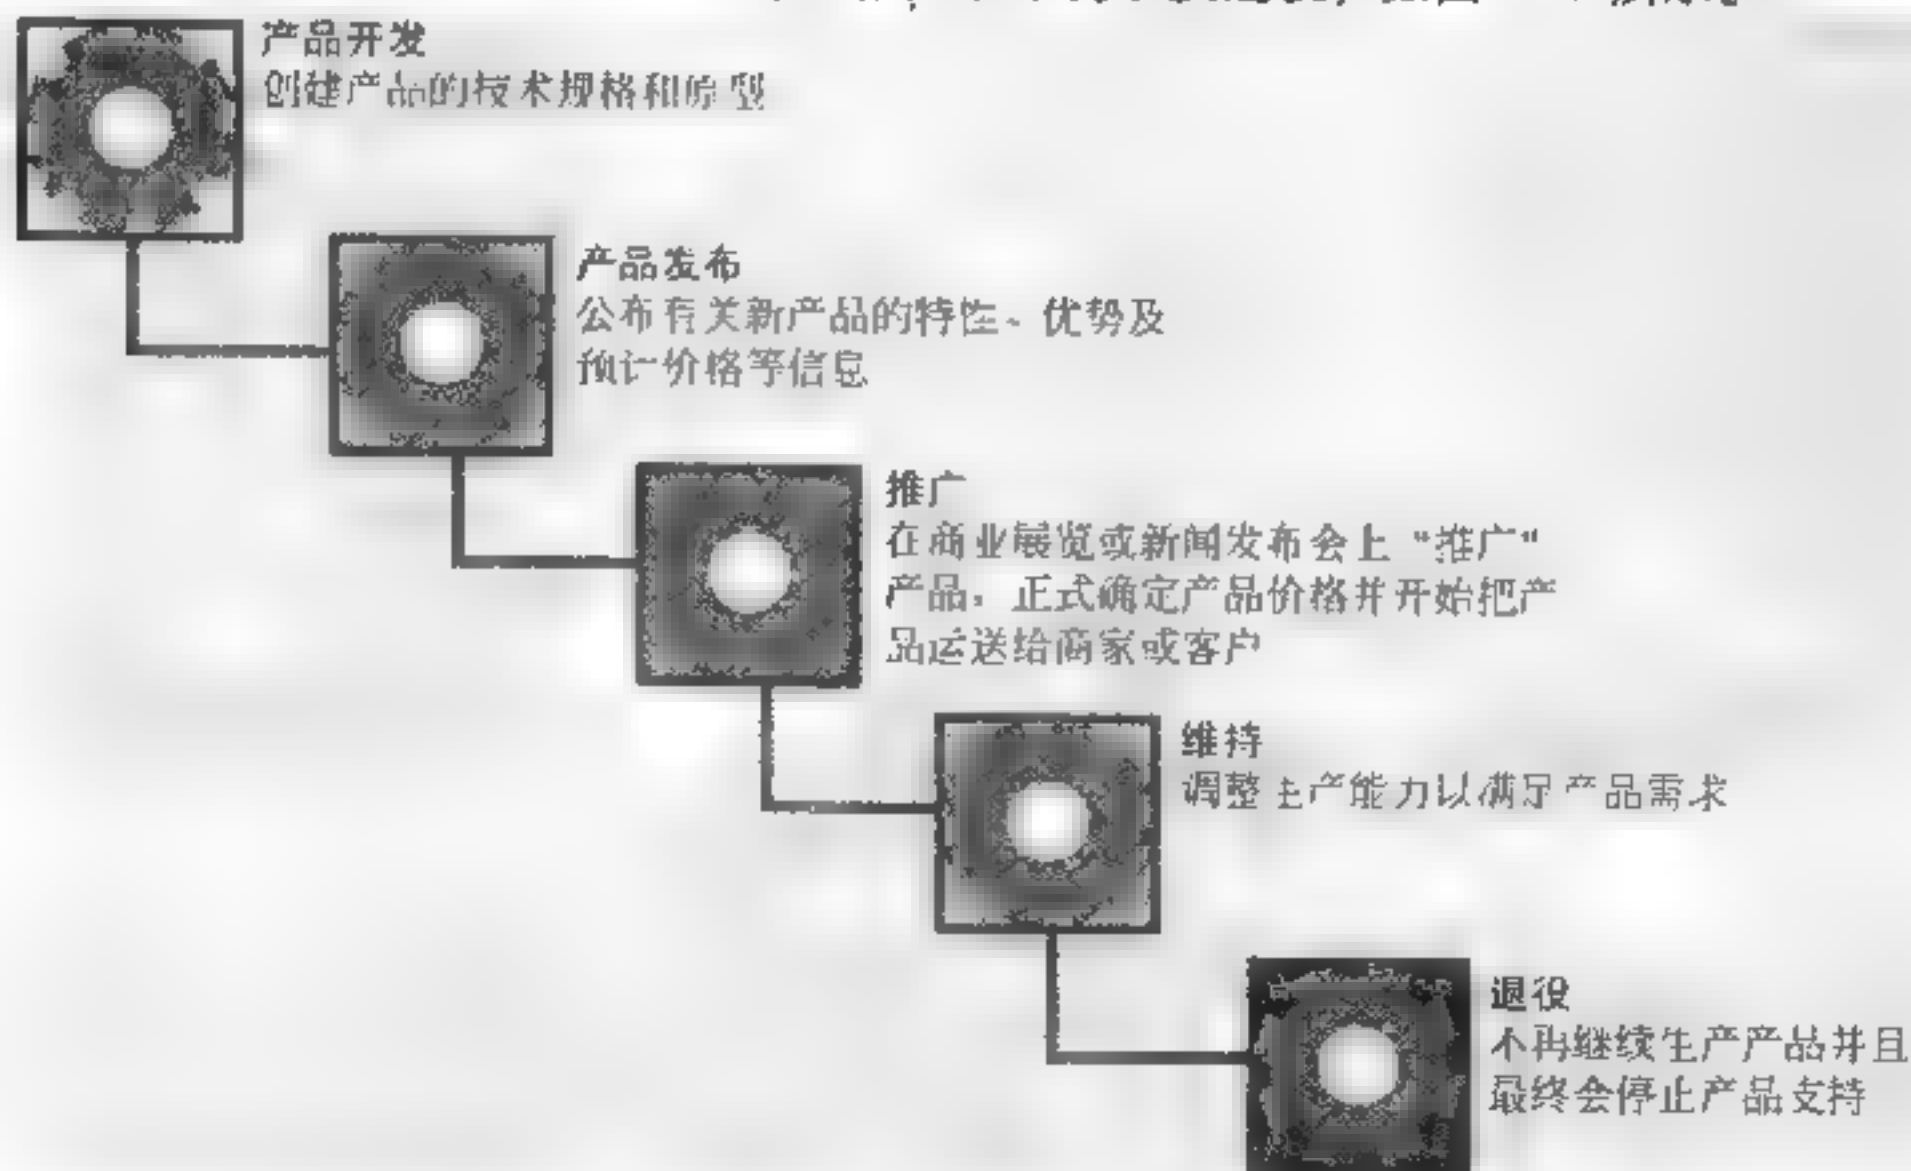 产品开发
创建产品的技术规格和原型
产品发布
公布有关新产品的特性、优势及
预计价格等信息
推广
在商业展览或新闻发布会上“推广”
产品，正式确定产品价格并开始把产
品运送给商家或客户
维持
调整生产能力以满足产品需求
退役
不再继续生产产品并且
最终会停止产品支持